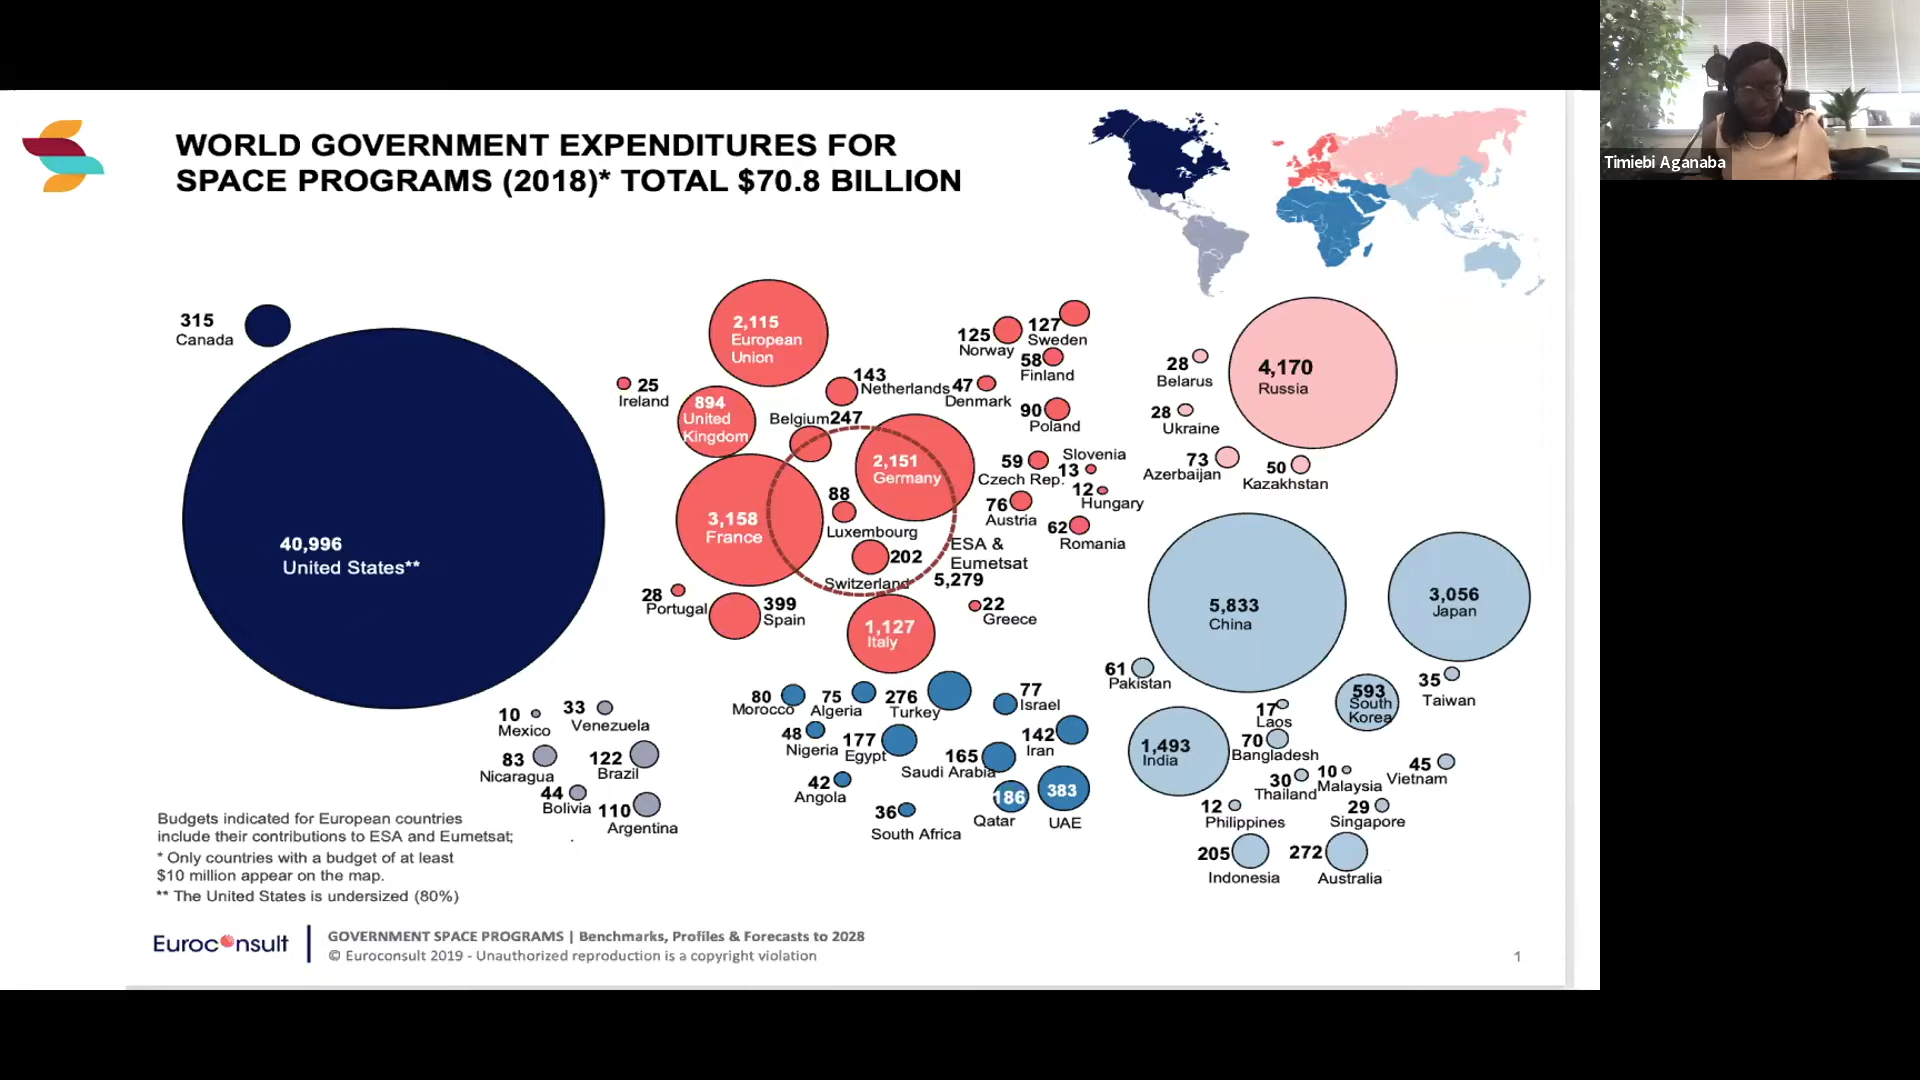 WORLD GOVERNMENT EXPENDITURES FOR
SPACE PROGRAMS (2018)* TOTAL $70.8 BILLION
Timiebi Aganaba
315
Canada
40,996
United States**
2,115
European
Union
25
Ireland
894
United
Kingdom
143
Netherlands
Belgium 247
2,151
Germany
88
Luxembourg
3,158
France
202
Switzerland
ESA &
Eumetsat
5,279
28
Portugal
399
Spain
1,127
Italy
22
Greece
125
Norway
127
Sweden
58
Finland
47
Denmark
90
Poland
59
Czech Rep.
Slovenia
13
12
Hungary
76
Austria
62
Romania
28
Belarus
4,170
Russia
28
Ukraine
73
Azerbaijan
50
Kazakhstan
5,833
China
3,056
Japan
61
Pakistan
35
Taiwan
593
South
Korea
17
Laos
1,493
India
70
Bangladesh
30
Thailand
10
Malaysia
45
Vietnam
12
Philippines
29
Singapore
205
Indonesia
272
Australia
80
Morocco
75
Algeria
276
Turkey
77
Israel
48
Nigeria
177
Egypt
142
Iran
165
Saudi Arabia
42
Angola
36
South Africa
186
Qatar
383
UAE
10
Mexico
33
Venezuela
83
Nicaragua
122
Brazil
44
Bolivia
110
Argentina
Budgets indicated for European countries
include their contributions to ESA and Eumetsat;
* Only countries with a budget of at least
$10 million appear on the map.
** The United States is undersized (80%)
Euroconsult
GOVERNMENT SPACE PROGRAMS | Benchmarks, Profiles & Forecasts to 2028
© Euroconsult 2019 - Unauthorized reproduction is a copyright violation
1